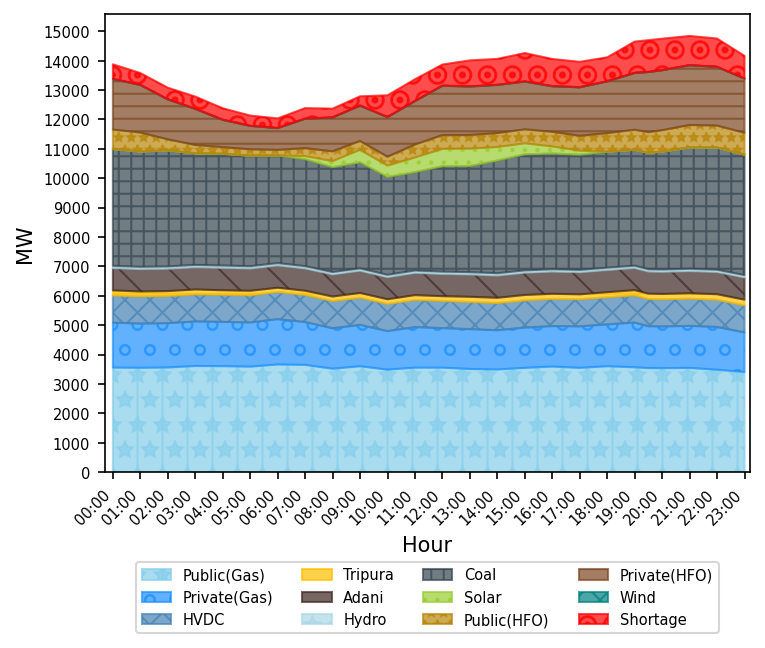 15000
14000
13000
12000
11000
10000
9000
8000
7000
6000
5000
4000
3000
2000
1000
0
MW
00:00 01:00 02:00 03:00 04:00 05:00 06:00 07:00 08:00 09:00 10:00 11:00 12:00 13:00 14:00 15:00 16:00 17:00 18:00 19:00 20:00 21:00 22:00 23:00
Hour
Public(Gas) Tripura Coal Private(HFO)
Private(Gas) Adani Solar Wind
HVDC Hydro Public(HFO) Shortage